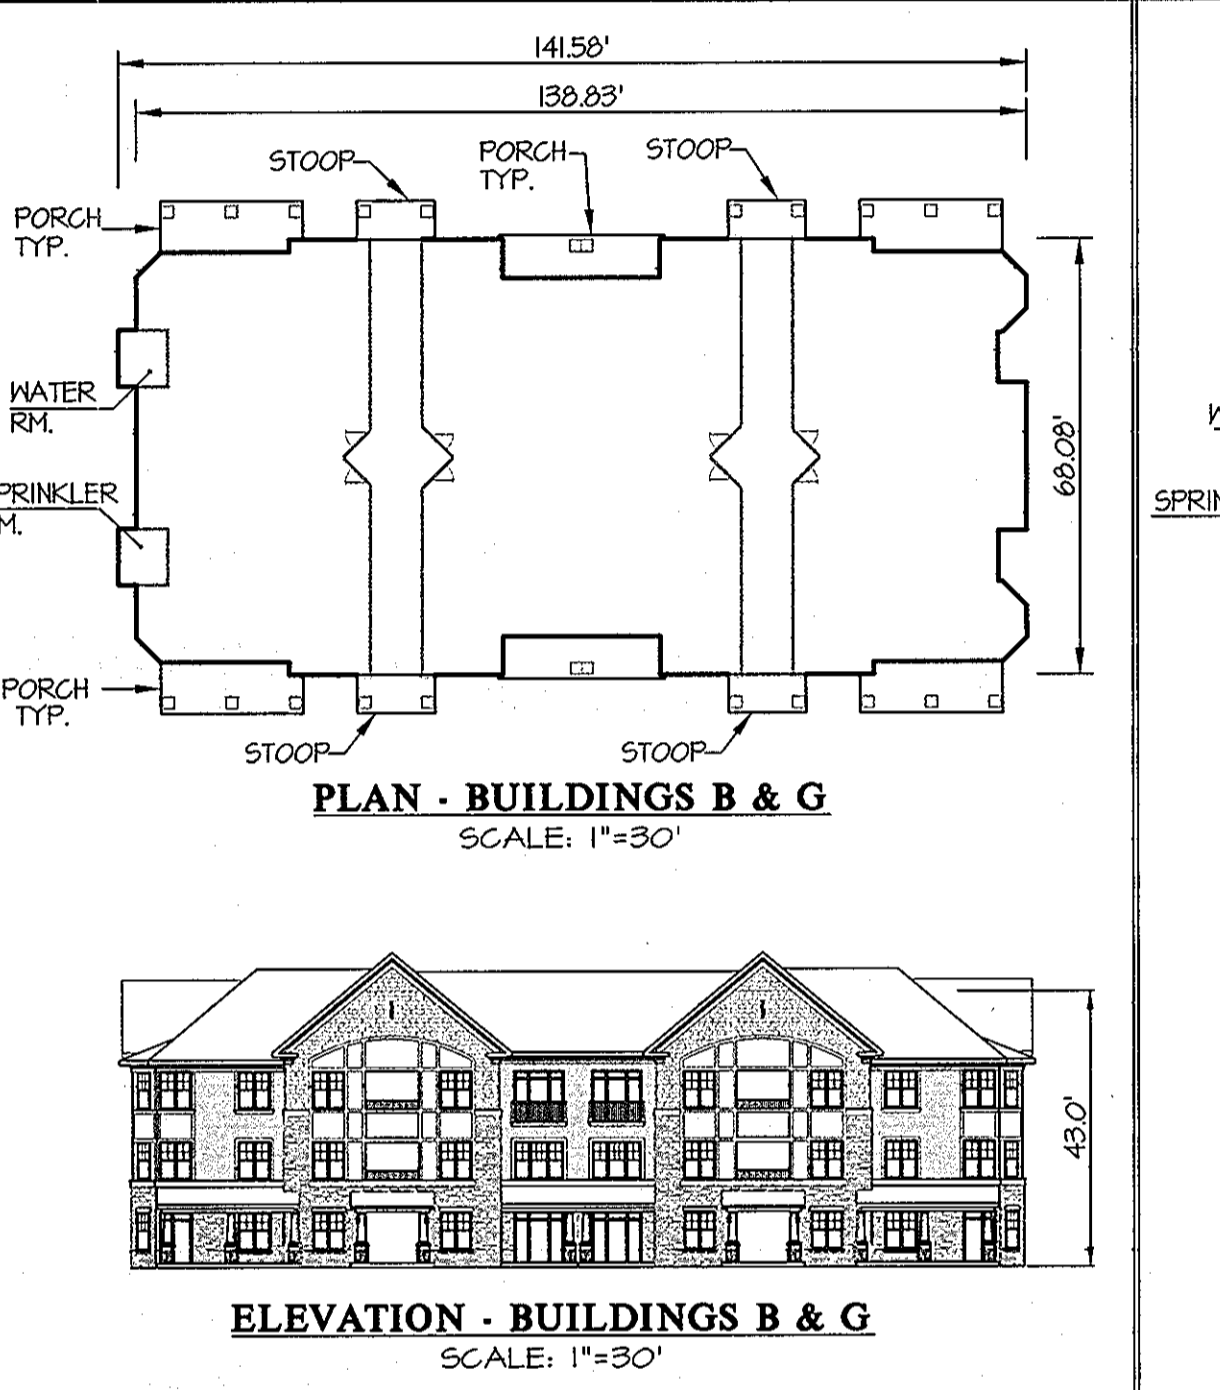 141.58'
138.83'
STOOP
PORCH
TYP.
STOOP
PORCH
TYP.
WATER
RM.
68.08'
PRINKLER
M.
SPRIN
PORCH
TYP.
STOOP
STOOP
PLAN - BUILDINGS B & G
SCALE: 1"=30'
43.0'
ELEVATION - BUILDINGS B & G
SCALE: 1"=30'